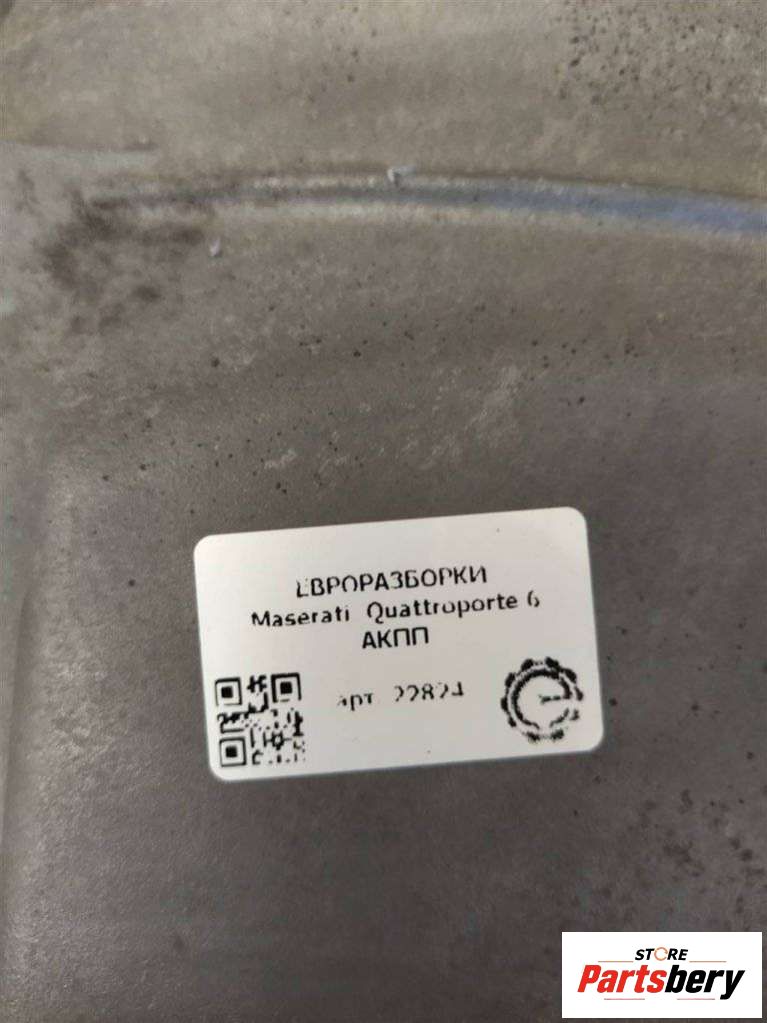 ЕВРОРАЗБОРКИ
Maserati Quattroporte 6
АКПП
арт. 22824
STORE
Partsbery